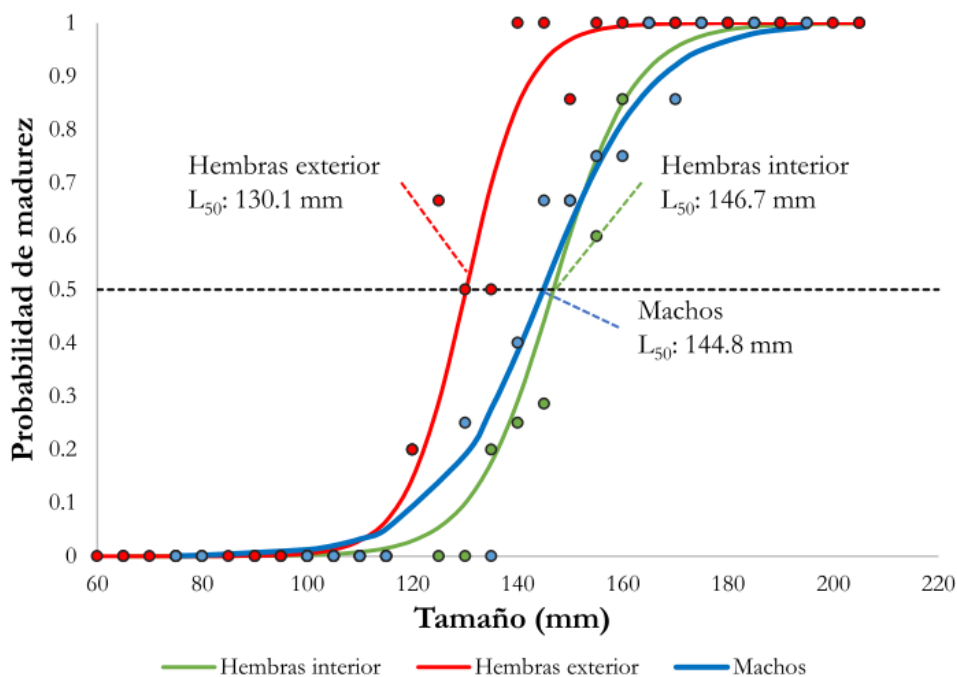 Probabilidad de madurez
1
0.9
0.8
0.7
0.6
0.5
0.4
0.3
0.2
0.1
0
Hembras exterior
L₅₀: 130.1 mm
Hembras interior
L₅₀: 146.7 mm
Machos
L₅₀: 144.8 mm
60 80 100 120 140 160 180 200 220
Tamaño (mm)
Hembras interior Hembras exterior Machos